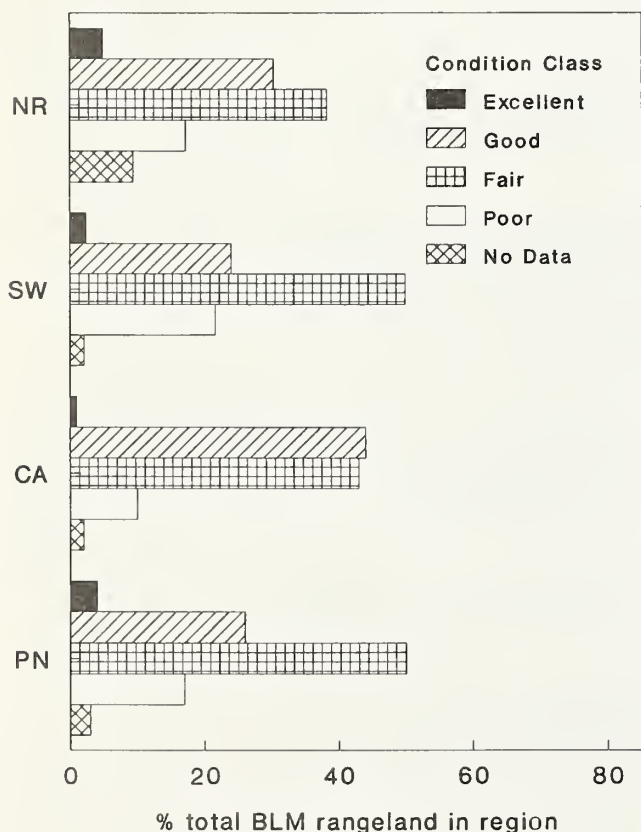 Condition Class
Excellent
Good
Fair
Poor
No Data
NR
SW
CA
PN
0 20 40 60 80
% total BLM rangeland in region